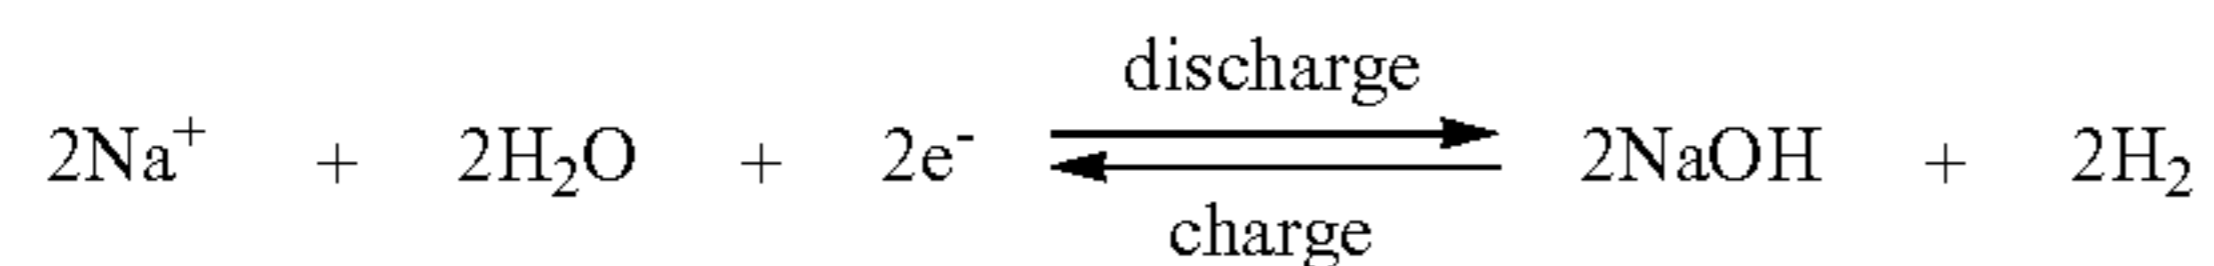 discharge
2Na⁺ + 2H₂O + 2e⁻ ⇌ 2NaOH + 2H₂
charge